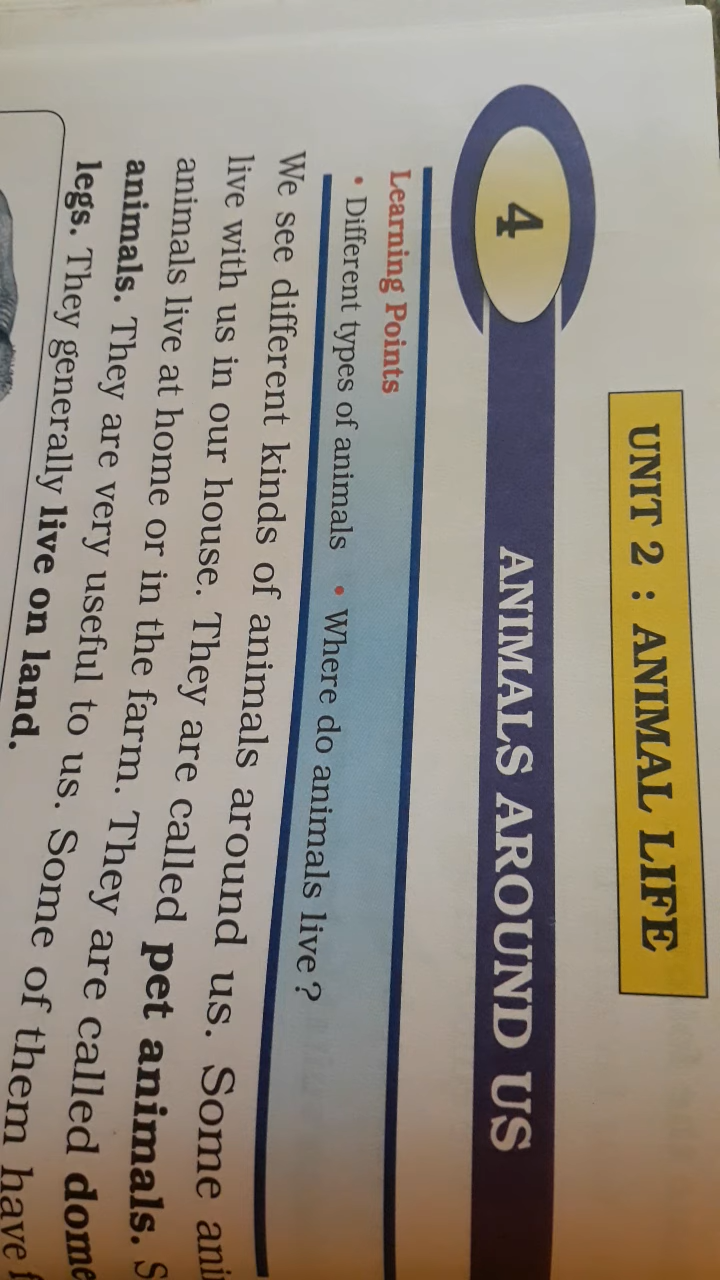 UNIT 2 : ANIMAL LIFE
4
ANIMALS AROUND US
Learning Points
• Different types of animals • Where do animals live ?
We see different kinds of animals around us. Some ani
live with us in our house. They are called pet animals. S
animals live at home or in the farm. They are called dome
animals. They are very useful to us. Some of them have f
legs. They generally live on land.